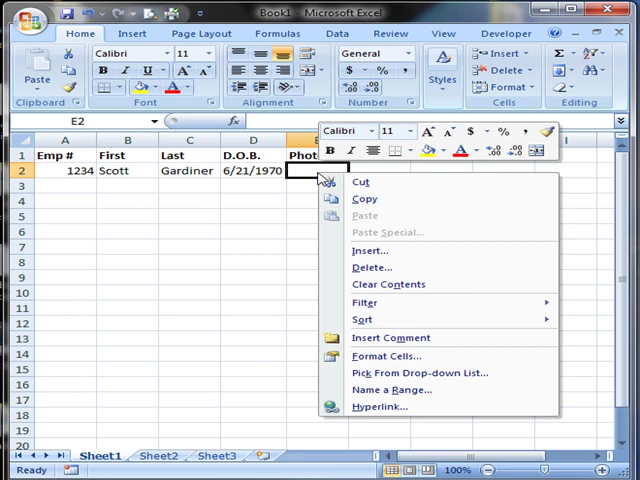 Book1 - Microsoft Excel
Home Insert Page Layout Formulas Data Review View Developer
Calibri 11 General Insert Σ
Paste B I U A Alignment $ % , Styles Delete
Format
Clipboard Font Alignment Number Cells Editing
E2 fx
Calibri 11 A A $ % ,
B I A
A B C D E I
1 Emp # First Last D.O.B.
2 1234 Scott Gardiner 6/21/1970
3
4
5
6
7
8
9
10
11
12
13
14
15
16
17
18
19
20
Cut
Copy
Paste
Paste Special...
Insert...
Delete...
Clear Contents
Filter
Sort
Insert Comment
Format Cells...
Pick From Drop-down List...
Name a Range...
Hyperlink...
Sheet1 Sheet2 Sheet3
Ready 100%